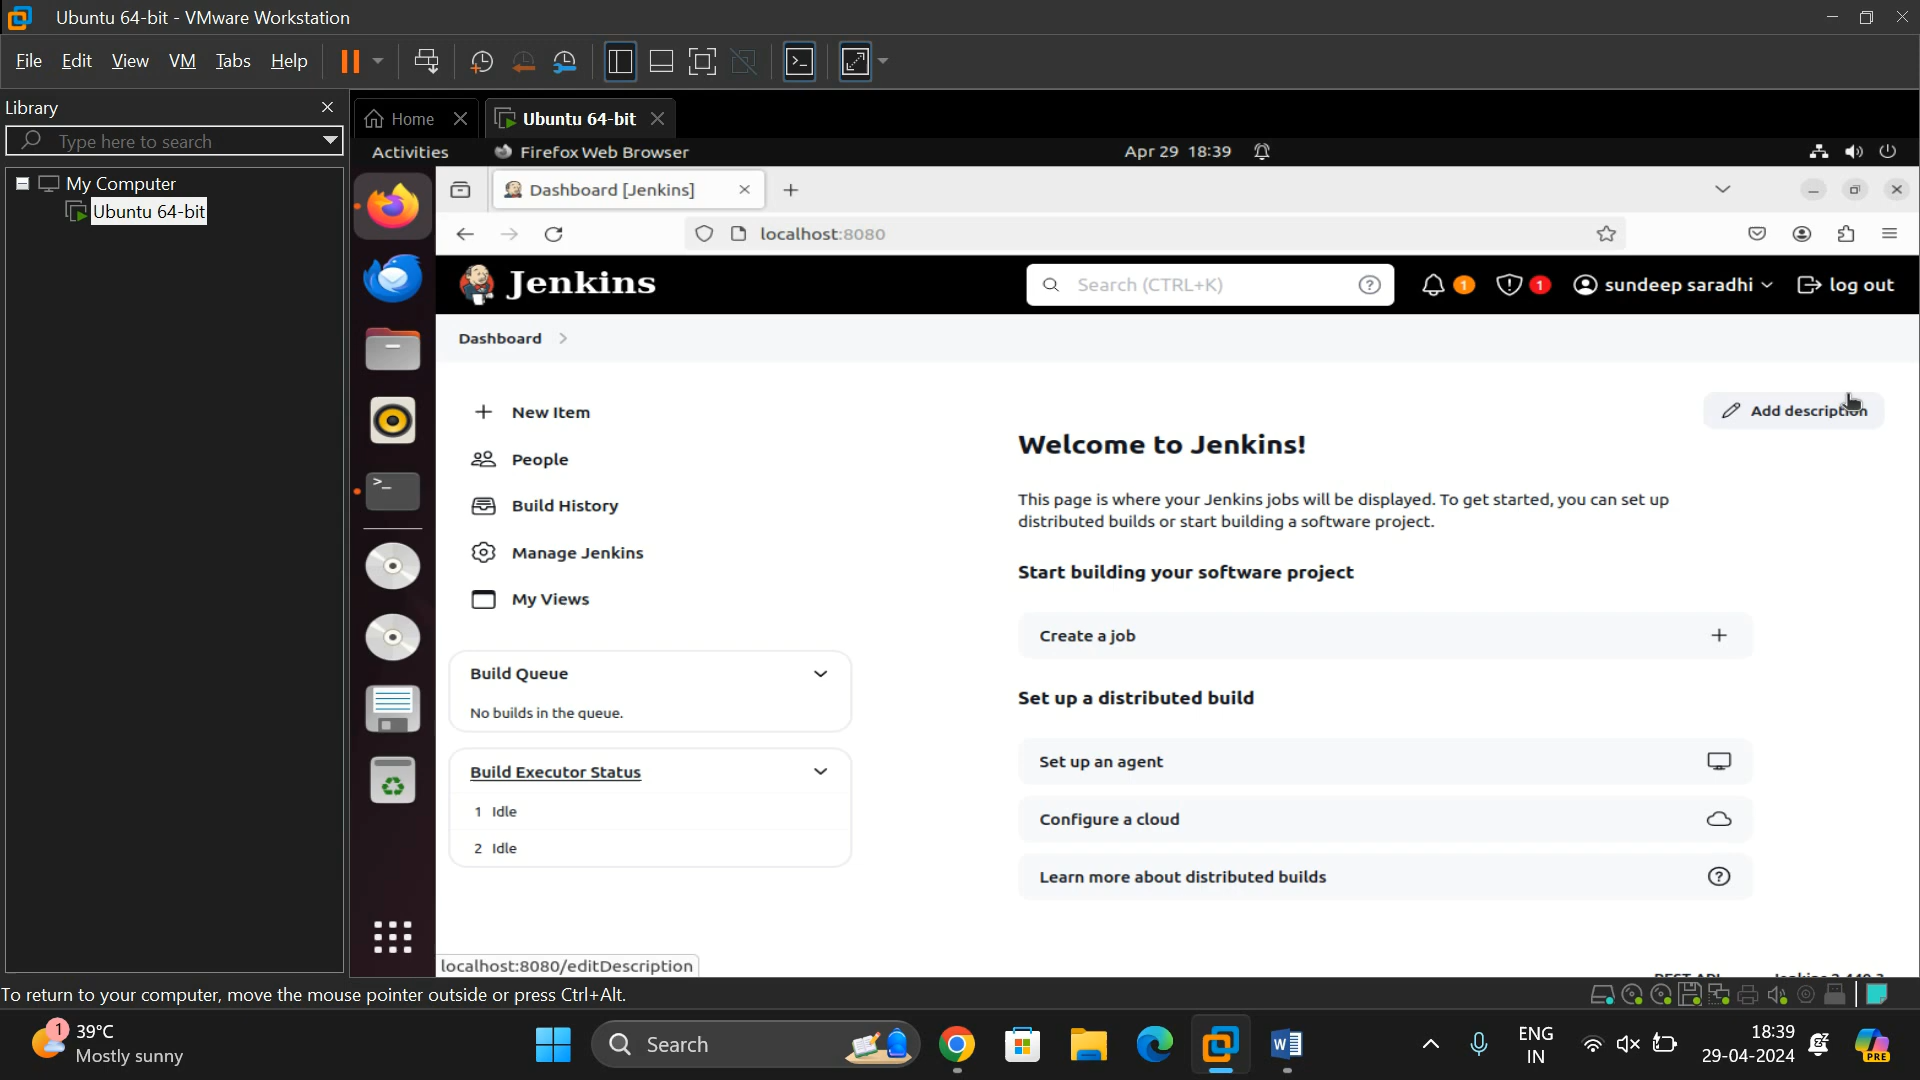 Ubuntu 64-bit - VMware Workstation
File Edit View VM Tabs Help
Library
Type here to search
My Computer
Ubuntu 64-bit
Home
Ubuntu 64-bit
Activities
Firefox Web Browser
Apr 29 18:39
Dashboard [Jenkins]
localhost:8080
Jenkins
Search (CTRL+K)
1
1
sundeep saradhi
log out
Dashboard
New Item
People
Build History
Manage Jenkins
My Views
Build Queue
No builds in the queue.
Build Executor Status
1 Idle
2 Idle
Add description
Welcome to Jenkins!
This page is where your Jenkins jobs will be displayed. To get started, you can set up
distributed builds or start building a software project.
Start building your software project
Create a job
Set up a distributed build
Set up an agent
Configure a cloud
Learn more about distributed builds
localhost:8080/editDescription
REST API
To return to your computer, move the mouse pointer outside or press Ctrl+Alt.
1
39°C
Mostly sunny
Search
ENG
IN
18:39
29-04-2024
PRE